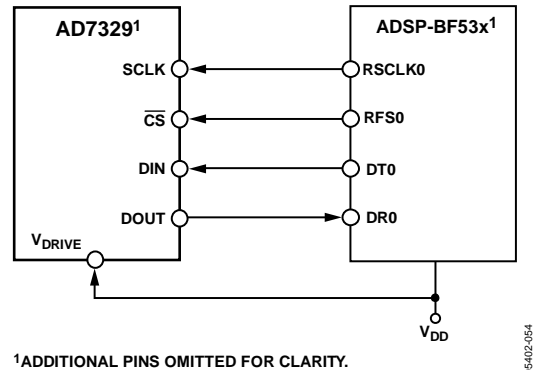 AD7329¹
ADSP-BF53x¹
SCLK
RSCLK0
CS
RFS0
DIN
DT0
DOUT
DR0
VDRIVE
VDD
¹ADDITIONAL PINS OMITTED FOR CLARITY.
5402-054